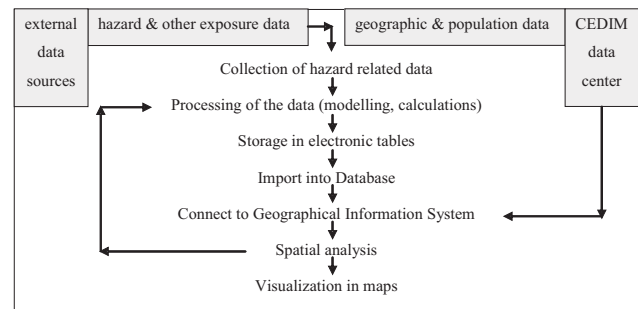 external
data
sources
hazard & other exposure data
geographic & population data
CEDIM
data
center
Collection of hazard related data
Processing of the data (modelling, calculations)
Storage in electronic tables
Import into Database
Connect to Geographical Information System
Spatial analysis
Visualization in maps